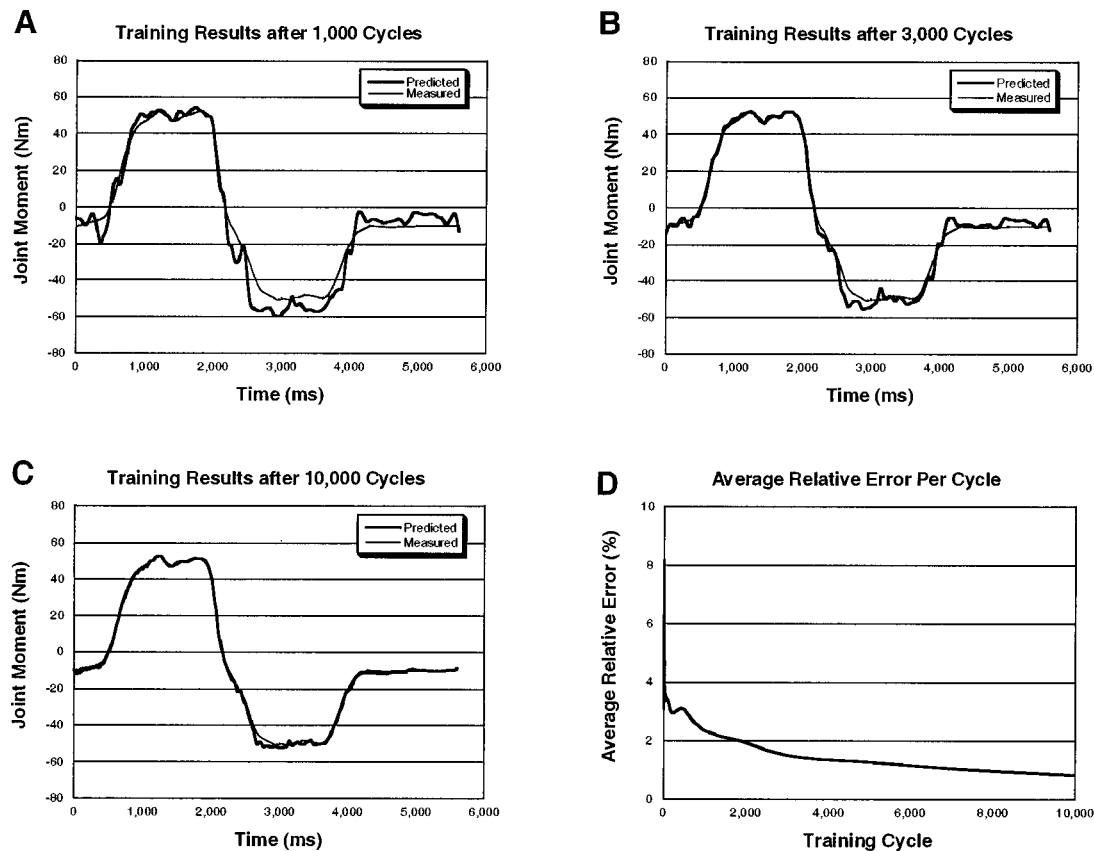 A
Training Results after 1,000 Cycles
80
60
40
20
0
-20
-40
-60
-80
Joint Moment (Nm)
Predicted
Measured
0 1,000 2,000 3,000 4,000 5,000 6,000
Time (ms)
B
Training Results after 3,000 Cycles
80
60
40
20
0
-20
-40
-60
-80
Joint Moment (Nm)
Predicted
Measured
0 1,000 2,000 3,000 4,000 5,000 6,000
Time (ms)
C
Training Results after 10,000 Cycles
80
60
40
20
0
-20
-40
-60
-80
Joint Moment (Nm)
Predicted
Measured
0 1,000 2,000 3,000 4,000 5,000 6,000
Time (ms)
D
Average Relative Error Per Cycle
10
8
6
4
2
0
Average Relative Error (%)
0 2,000 4,000 6,000 8,000 10,000
Training Cycle